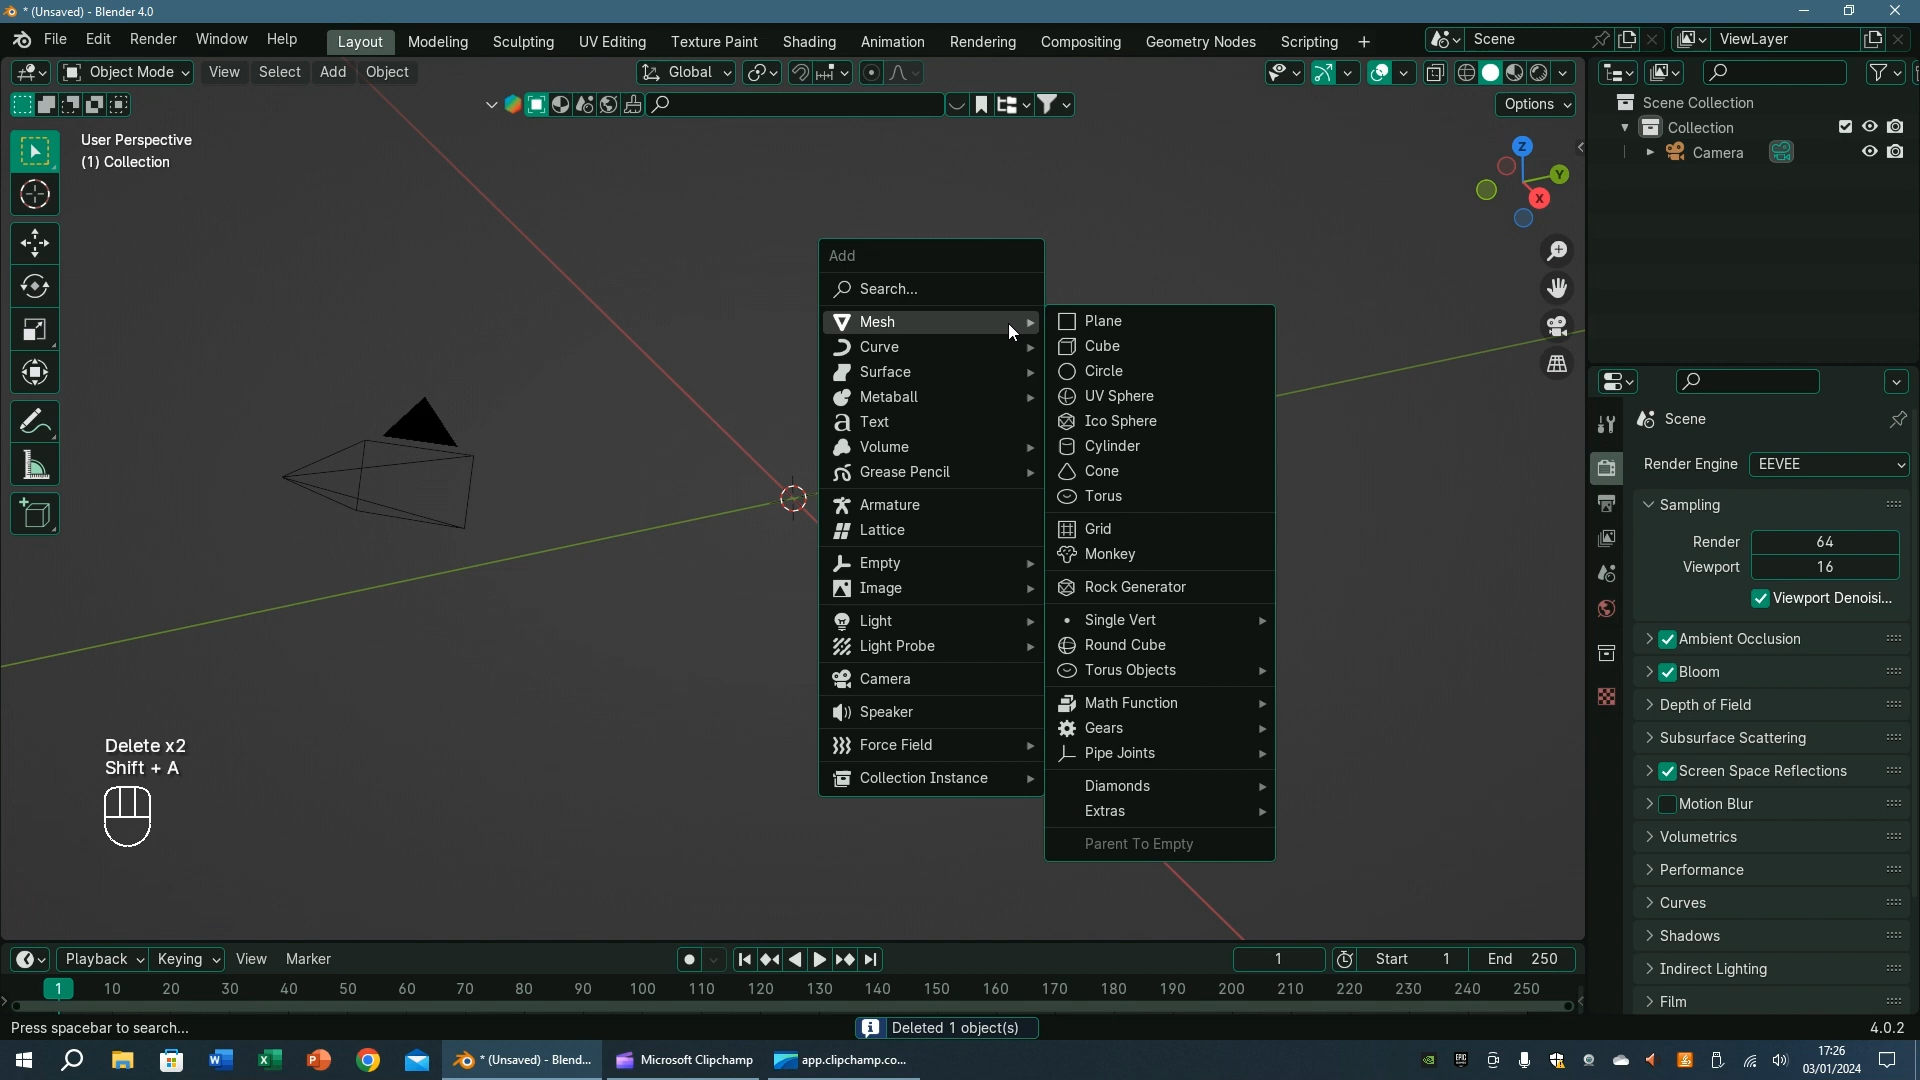 * (Unsaved) - Blender 4.0
File Edit Render Window Help
Layout Modeling Sculpting UV Editing Texture Paint Shading Animation Rendering Compositing Geometry Nodes Scripting +
Scene
ViewLayer
Object Mode View Select Add Object
Global
Options
User Perspective
(1) Collection
Z
Y
X
Scene Collection
Collection
Camera
Add
Search...
Mesh
Curve
Surface
Metaball
Text
Volume
Grease Pencil
Armature
Lattice
Empty
Image
Light
Light Probe
Camera
Speaker
Force Field
Collection Instance
Plane
Cube
Circle
UV Sphere
Ico Sphere
Cylinder
Cone
Torus
Grid
Monkey
Rock Generator
Single Vert
Round Cube
Torus Objects
Math Function
Gears
Pipe Joints
Diamonds
Extras
Parent To Empty
Delete x2
Shift + A
Scene
Render Engine EEVEE
Sampling
Render 64
Viewport 16
Viewport Denoisi...
Ambient Occlusion
Bloom
Depth of Field
Subsurface Scattering
Screen Space Reflections
Motion Blur
Volumetrics
Performance
Curves
Shadows
Indirect Lighting
Film
Playback Keying View Marker
1 Start 1 End 250
1 10 20 30 40 50 60 70 80 90 100 110 120 130 140 150 160 170 180 190 200 210 220 230 240 250
Press spacebar to search...
Deleted 1 object(s)
4.0.2
* (Unsaved) - Blend...
Microsoft Clipchamp
app.clipchamp.co...
17:26
03/01/2024